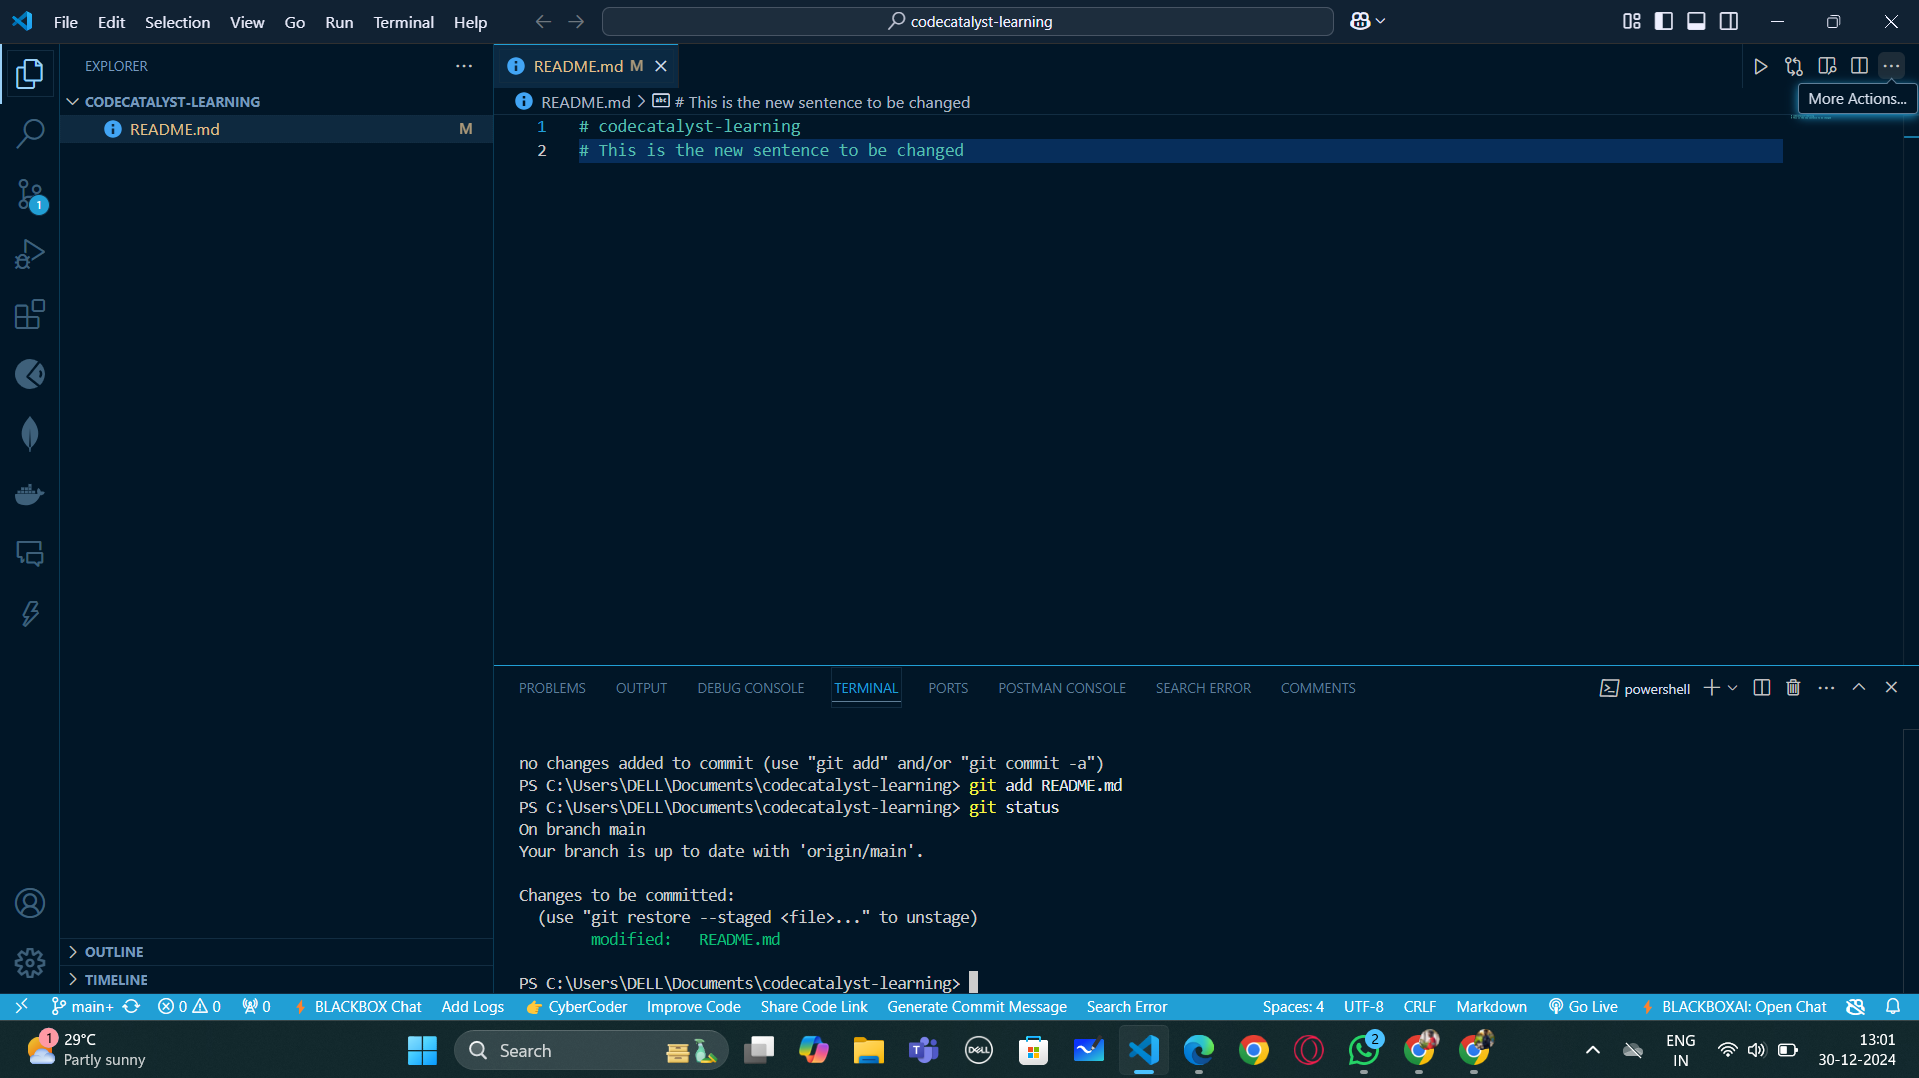 File Edit Selection View Go Run Terminal Help
codecatalyst-learning
EXPLORER
README.md M
More Actions...
CODECATALYST-LEARNING
README.md M
README.md > # This is the new sentence to be changed
1 # codecatalyst-learning
2 # This is the new sentence to be changed
1
PROBLEMS OUTPUT DEBUG CONSOLE TERMINAL PORTS POSTMAN CONSOLE SEARCH ERROR COMMENTS
powershell
no changes added to commit (use "git add" and/or "git commit -a")
PS C:\Users\DELL\Documents\codecatalyst-learning> git add README.md
PS C:\Users\DELL\Documents\codecatalyst-learning> git status
On branch main
Your branch is up to date with 'origin/main'.
Changes to be committed:
(use "git restore --staged <file>..." to unstage)
modified: README.md
PS C:\Users\DELL\Documents\codecatalyst-learning>
OUTLINE
TIMELINE
main+ 0 0 0 BLACKBOX Chat Add Logs CyberCoder Improve Code Share Code Link Generate Commit Message Search Error Spaces: 4 UTF-8 CRLF Markdown Go Live BLACKBOXAI: Open Chat
1
29°C
Partly sunny
Search
DELL
2
ENG
IN
13:01
30-12-2024